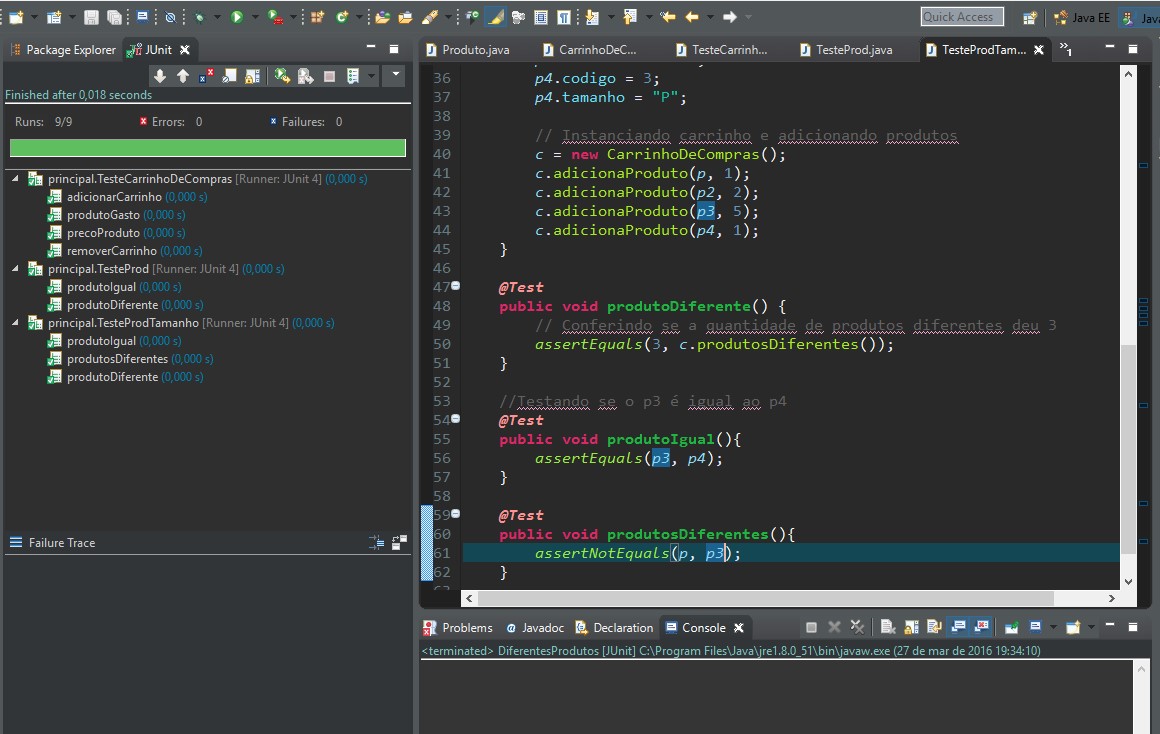 Quick Access
Java EE
Java
Package Explorer
JUnit
Finished after 0,018 seconds
Runs: 9/9
Errors: 0
Failures: 0
principal.TesteCarrinhoDeCompras [Runner: JUnit 4] (0,000 s)
adicionarCarrinho (0,000 s)
produtoGasto (0,000 s)
precoProduto (0,000 s)
removerCarrinho (0,000 s)
principal.TesteProd [Runner: JUnit 4] (0,000 s)
produtoIgual (0,000 s)
produtoDiferente (0,000 s)
principal.TesteProdTamanho [Runner: JUnit 4] (0,000 s)
produtoIgual (0,000 s)
produtosDiferentes (0,000 s)
produtoDiferente (0,000 s)
Failure Trace
Produto.java
CarrinhoDeC...
TesteCarrinh...
TesteProd.java
TesteProdTam...
»1
36 p4.codigo = 3;
37 p4.tamanho = "P";
38
39 // Instanciando carrinho e adicionando produtos
40 c = new CarrinhoDeCompras();
41 c.adicionaProduto(p, 1);
42 c.adicionaProduto(p2, 2);
43 c.adicionaProduto(p3, 5);
44 c.adicionaProduto(p4, 1);
45 }
46
47 @Test
48 public void produtoDiferente() {
49 // Conferindo se a quantidade de produtos diferentes deu 3
50 assertEquals(3, c.produtosDiferentes());
51 }
52
53 //Testando se o p3 é igual ao p4
54 @Test
55 public void produtoIgual(){
56 assertEquals(p3, p4);
57 }
58
59 @Test
60 public void produtosDiferentes(){
61 assertNotEquals(p, p3);
62 }
Problems
Javadoc
Declaration
Console
<terminated> DiferentesProdutos [JUnit] C:\Program Files\Java\jre1.8.0_51\bin\javaw.exe (27 de mar de 2016 19:34:10)